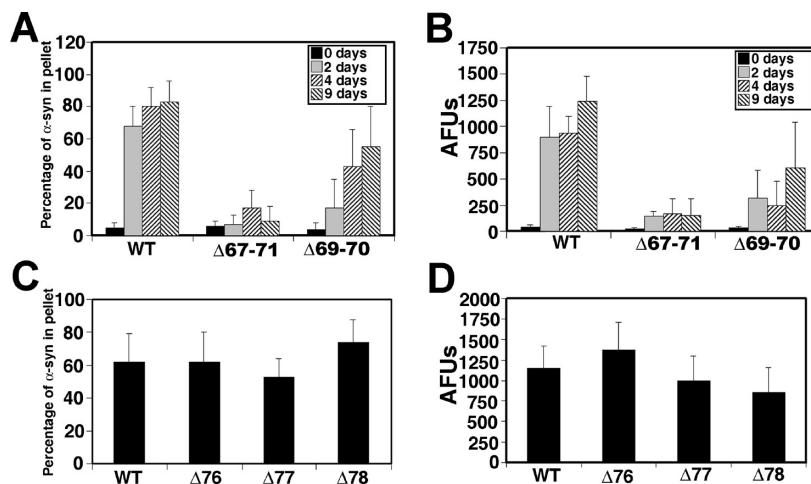 A
Percentage of α-syn in pellet
120
100
80
60
40
20
0
0 days
2 days
4 days
9 days
WT
Δ67-71
Δ69-70
B
AFUs
1750
1500
1250
1000
750
500
250
0
0 days
2 days
4 days
9 days
WT
Δ67-71
Δ69-70
C
Percentage of α-syn in pellet
100
80
60
40
20
0
WT
Δ76
Δ77
Δ78
D
AFUs
2000
1750
1500
1250
1000
750
500
250
0
WT
Δ76
Δ77
Δ78